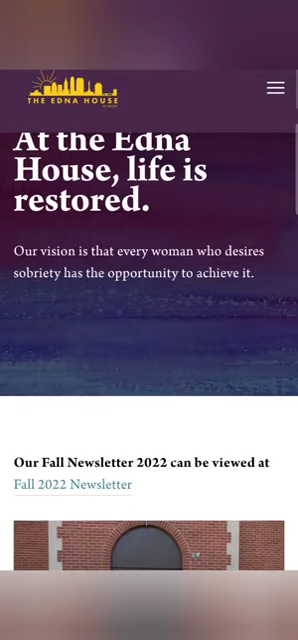 THE EDNA HOUSE
At the Edna
House, life is
restored.
Our vision is that every woman who desires
sobriety has the opportunity to achieve it.
Our Fall Newsletter 2022 can be viewed at
Fall 2022 Newsletter